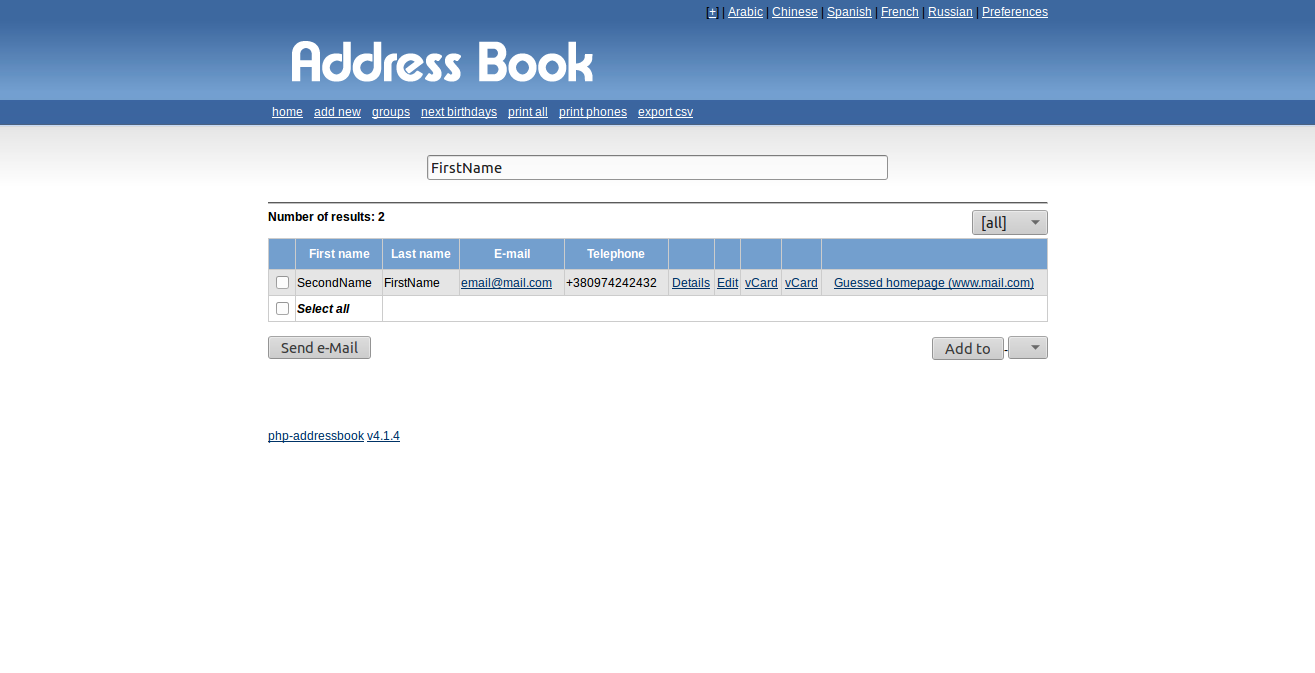 [+] | Arabic | Chinese | Spanish | French | Russian | Preferences
Address Book
home add new groups next birthdays print all print phones export csv
FirstName
Number of results: 2 [all]
First name Last name E-mail Telephone
SecondName FirstName email@mail.com +380974242432 Details Edit vCard vCard Guessed homepage (www.mail.com)
Select all
Send e-Mail Add to -
php-addressbook v4.1.4